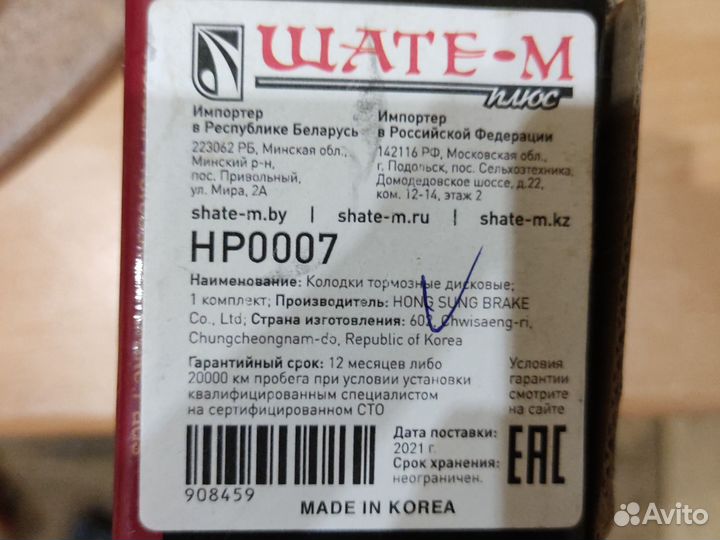 ШАТЕ-М
плюс
Импортер
в Республике Беларусь
223062 РБ, Минская обл.,
Минский р-н,
пос. Привольный,
ул. Мира, 2А
Импортер
в Российской Федерации
142116 РФ, Московская обл.,
г. Подольск, пос. Сельхозтехника,
Домодедовское шоссе, д.22,
ком. 12-14, этаж 2
shate-m.by | shate-m.ru | shate-m.kz
HP0007
Наименование: Колодки тормозные дисковые;
1 комплект; Производитель: HONG SUNG BRAKE
Co., Ltd; Страна изготовления: 602, Chwisaeng-ri,
Chungcheongnam-do, Republic of Korea
Гарантийный срок: 12 месяцев либо
20000 км пробега при условии установки
квалифицированным специалистом
на сертифицированном СТО
Условия
гарантии
смотрите
на сайте
908459
Дата поставки:
2021 г.
Срок хранения:
неограничен.
EAC
MADE IN KOREA
Avito